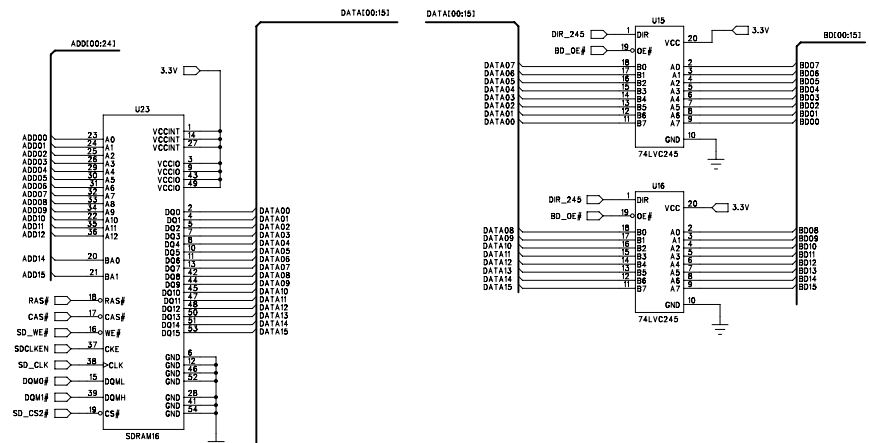 DATA[00:15]
DATA[00:15]
ADD[00:24]
BD[00:15]
3.3V
U23
ADD00 23 A0
ADD01 24 A1
ADD02 25 A2
ADD03 26 A3
ADD04 29 A4
ADD05 30 A5
ADD06 31 A6
ADD07 32 A7
ADD08 33 A8
ADD09 34 A9
ADD10 22 A10
ADD11 35 A11
ADD12 36 A12
ADD14 20 BA0
ADD15 21 BA1
RAS# 18 RAS#
CAS# 17 CAS#
SD_WE# 16 WE#
SDCLKEN 37 CKE
SD_CLK 38 CLK
DQM0# 15 DQML
DQM1# 39 DQMH
SD_CS2# 19 CS#
VCCINT 1
VCCINT 14
VCCINT 27
VCCIO 3
VCCIO 9
VCCIO 43
VCCIO 49
DQ0 2 DATA00
DQ1 4 DATA01
DQ2 5 DATA02
DQ3 7 DATA03
DQ4 8 DATA04
DQ5 10 DATA05
DQ6 11 DATA06
DQ7 13 DATA07
DQ8 42 DATA08
DQ9 44 DATA09
DQ10 45 DATA10
DQ11 47 DATA11
DQ12 48 DATA12
DQ13 50 DATA13
DQ14 51 DATA14
DQ15 53 DATA15
GND 6
GND 12
GND 46
GND 52
GND 28
GND 41
GND 54
SDRAM16
U15
DIR_245 1 DIR
BD_OE# 19 OE#
VCC 20 3.3V
DATA07 18 B0 A0 2 BD07
DATA06 17 B1 A1 3 BD06
DATA05 16 B2 A2 4 BD05
DATA04 15 B3 A3 5 BD04
DATA03 14 B4 A4 6 BD03
DATA02 13 B5 A5 7 BD02
DATA01 12 B6 A6 8 BD01
DATA00 11 B7 A7 9 BD00
GND 10
74LVC245
U16
DIR_245 1 DIR
BD_OE# 19 OE#
VCC 20 3.3V
DATA08 18 B0 A0 2 BD08
DATA09 17 B1 A1 3 BD09
DATA10 16 B2 A2 4 BD10
DATA11 15 B3 A3 5 BD11
DATA12 14 B4 A4 6 BD12
DATA13 13 B5 A5 7 BD13
DATA14 12 B6 A6 8 BD14
DATA15 11 B7 A7 9 BD15
GND 10
74LVC245